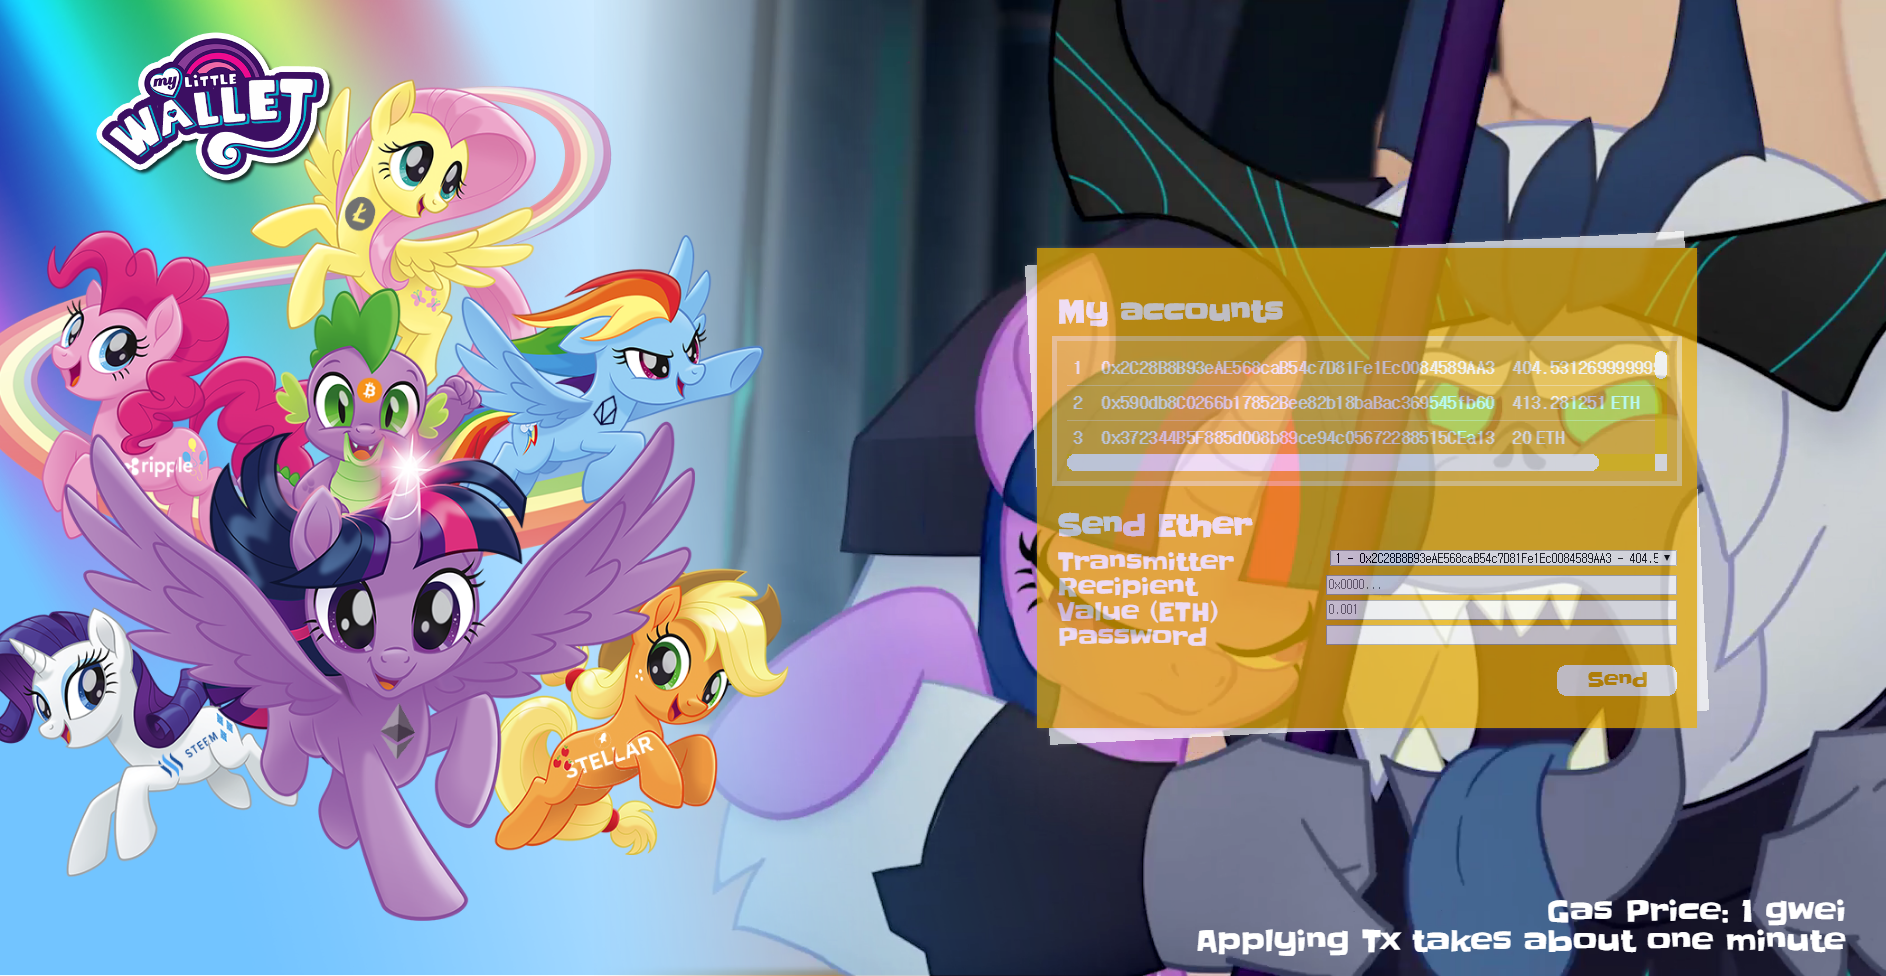 my LITTLE
WALLET
ripple
STEEM
STELLAR
My accounts
1 0x2C28B8B93eAE568caB54c7D81Fe1Ec0084589AA3 404.531269999999
2 0x590db8C0266b17852Bee82b18baBac369545fb60 413.281251 ETH
3 0x372344B5F885d008b89ce94c05672288515CEa13 20 ETH
Send Ether
Transmitter 1 - 0x2C28B8B93eAE568caB54c7D81Fe1Ec0084589AA3 - 404.5
Recipient 0x0000...
Value (ETH) 0.001
Password
Send
Gas Price: 1 gwei
Applying Tx takes about one minute